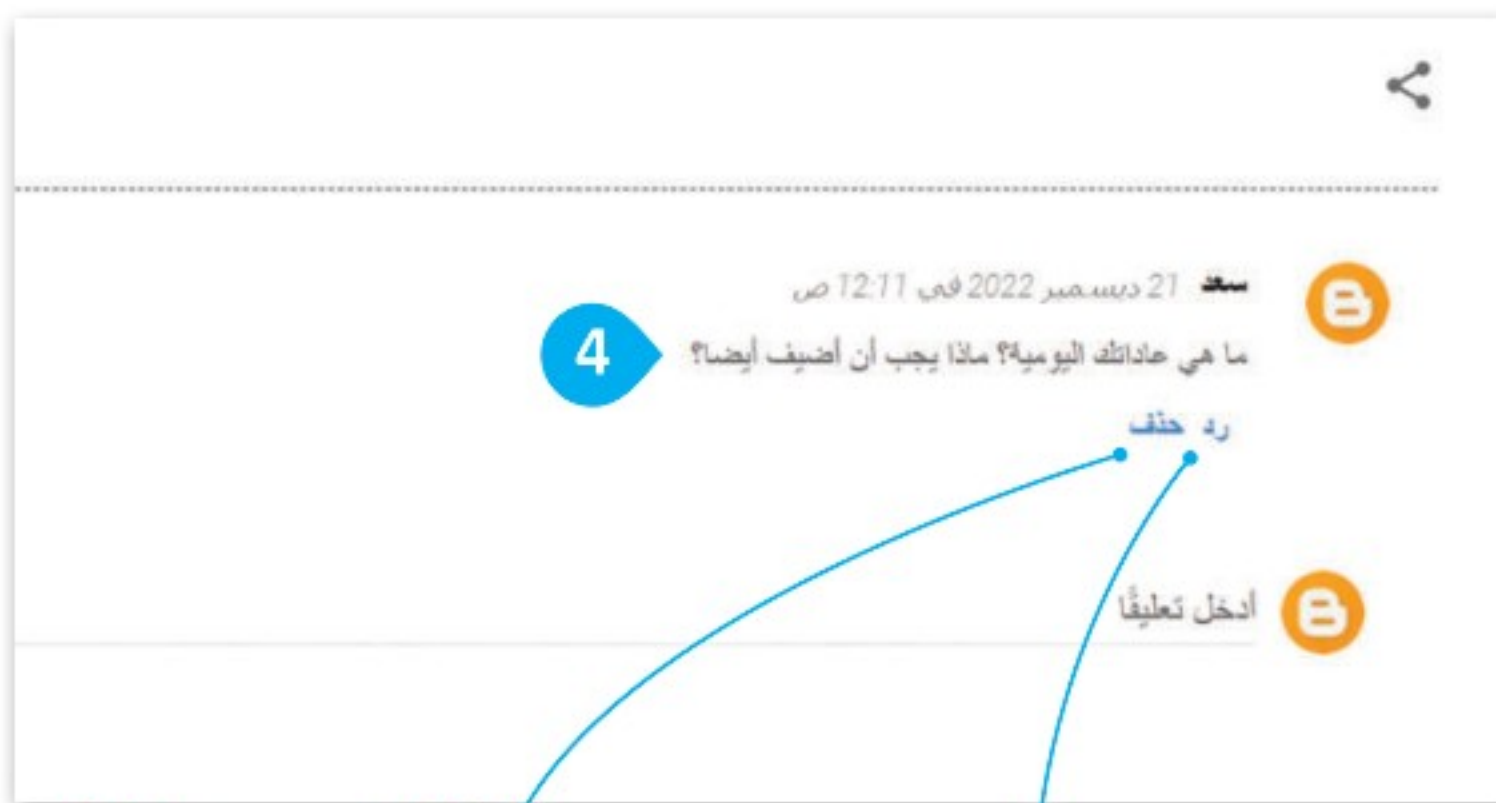 سعد 21 ديسمبر 2022 في 12:11 ص
ما هي عاداتك اليومية؟ ماذا يجب أن أضيف أيضا؟
4
رد حذف
أدخل تعليقًا